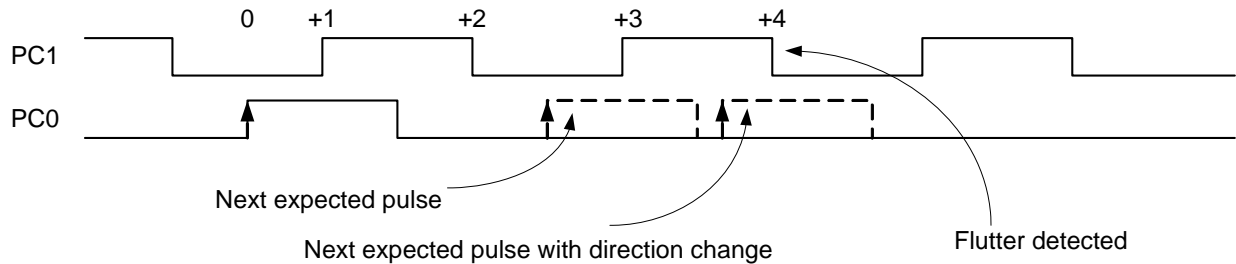 0 +1 +2 +3 +4
PC1
PC0
Next expected pulse
Next expected pulse with direction change
Flutter detected